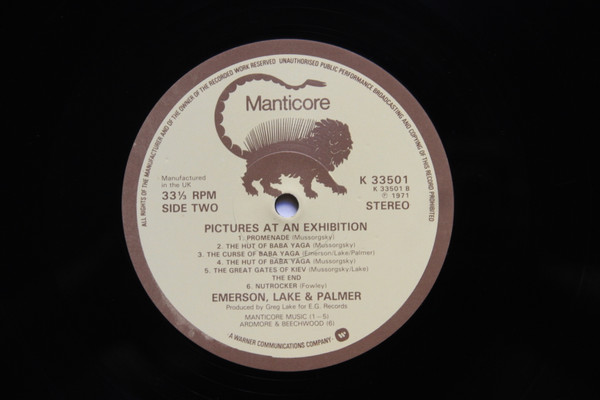 ALL RIGHTS OF THE MANUFACTURER AND OF THE OWNER OF THE RECORDED WORK RESERVED. UNAUTHORISED PUBLIC PERFORMANCE BROADCASTING AND COPYING OF THIS RECORD PROHIBITED
Manticore
Manufactured
in the UK
33⅓ RPM
SIDE TWO
K 33501
K 33501 B
℗ 1971
STEREO
PICTURES AT AN EXHIBITION
1. PROMENADE (Mussorgsky)
2. THE HUT OF BABA YAGA (Mussorgsky)
3. THE CURSE OF BABA YAGA (Emerson/Lake/Palmer)
4. THE HUT OF BABA YAGA (Mussorgsky)
5. THE GREAT GATES OF KIEV (Mussorgsky/Lake)
THE END
6. NUTROCKER (Fowley)
EMERSON, LAKE & PALMER
Produced by Greg Lake for E.G. Records
MANTICORE MUSIC (1–5)
ARDMORE & BEECHWOOD (6)
· A WARNER COMMUNICATIONS COMPANY ·